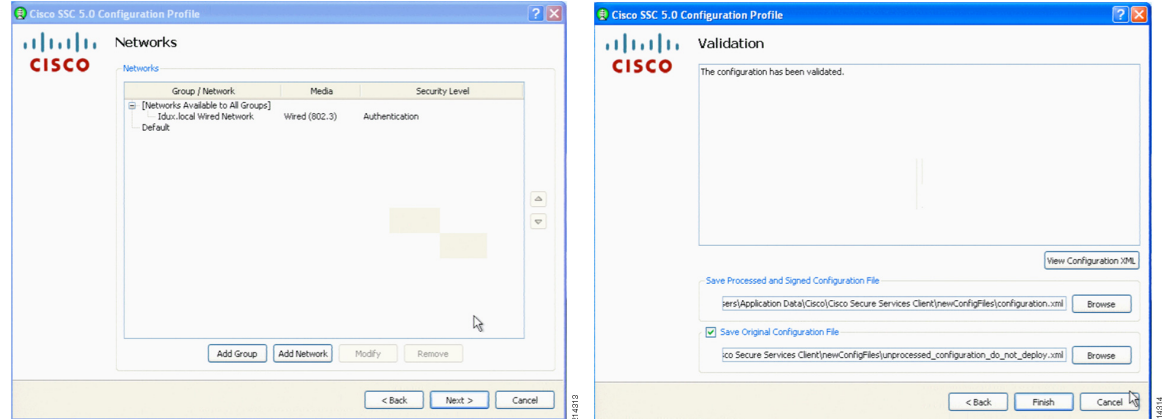 Cisco SSC 5.0 Configuration Profile
CISCO
Networks
Networks
Group / Network Media Security Level
[Networks Available to All Groups]
Idux.local Wired Network Wired (802.3) Authentication
Default
Add Group Add Network Modify Remove
< Back Next > Cancel
214313
Cisco SSC 5.0 Configuration Profile
CISCO
Validation
The configuration has been validated.
View Configuration XML
Save Processed and Signed Configuration File
sers\Application Data\Cisco\Cisco Secure Services Client\newConfigFiles\configuration.xml Browse
Save Original Configuration File
sco Secure Services Client\newConfigFiles\unprocessed_configuration_do_not_deploy.xml Browse
< Back Finish Cancel
214314